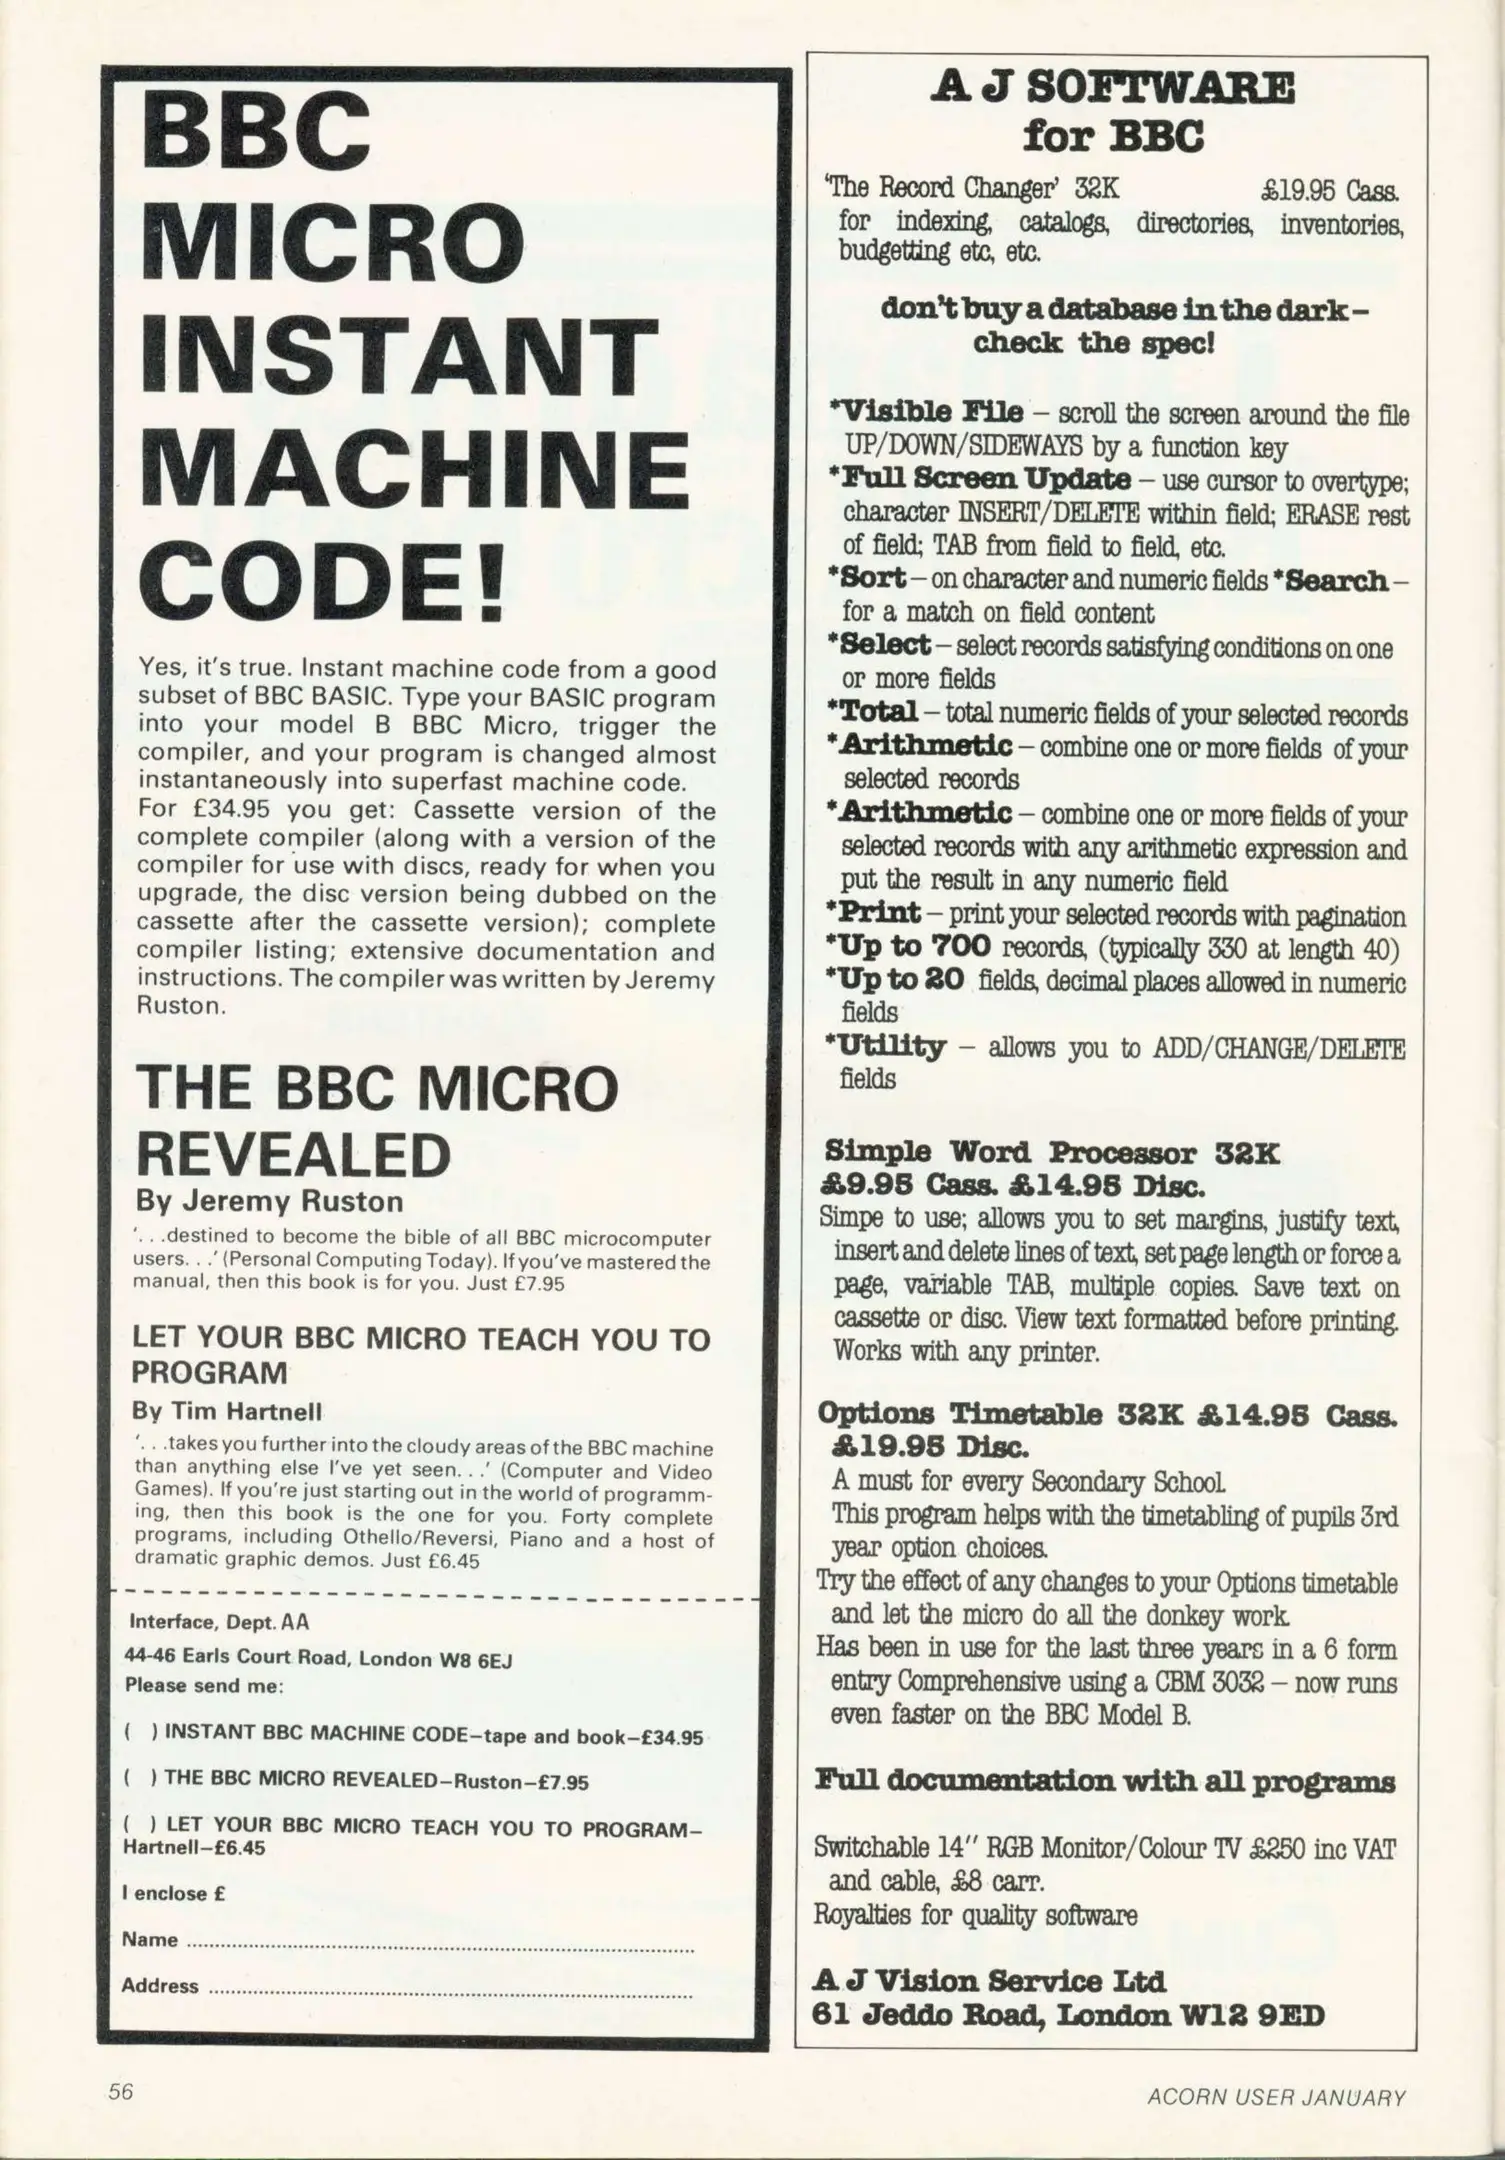 BBC
MICRO
INSTANT
MACHINE
CODE!
Yes, it's true. Instant machine code from a good
subset of BBC BASIC. Type your BASIC program
into your model B BBC Micro, trigger the
compiler, and your program is changed almost
instantaneously into superfast machine code.
For £34.95 you get: Cassette version of the
complete compiler (along with a version of the
compiler for use with discs, ready for when you
upgrade, the disc version being dubbed on the
cassette after the cassette version); complete
compiler listing; extensive documentation and
instructions. The compiler was written by Jeremy
Ruston.
THE BBC MICRO
REVEALED
By Jeremy Ruston
'. . .destined to become the bible of all BBC microcomputer
users. . .' (Personal Computing Today). If you've mastered the
manual, then this book is for you. Just £7.95
LET YOUR BBC MICRO TEACH YOU TO
PROGRAM
By Tim Hartnell
'. . .takes you further into the cloudy areas of the BBC machine
than anything else I've yet seen. . .' (Computer and Video
Games). If you're just starting out in the world of programm-
ing, then this book is the one for you. Forty complete
programs, including Othello/Reversi, Piano and a host of
dramatic graphic demos. Just £6.45
Interface, Dept. AA
44-46 Earls Court Road, London W8 6EJ
Please send me:
( ) INSTANT BBC MACHINE CODE–tape and book–£34.95
( ) THE BBC MICRO REVEALED–Ruston–£7.95
( ) LET YOUR BBC MICRO TEACH YOU TO PROGRAM–
Hartnell–£6.45
I enclose £
Name
Address
A J SOFTWARE
for BBC
'The Record Changer' 32K £19.95 Cass.
for indexing, catalogs, directories, inventories,
budgetting etc, etc.
don't buy a database in the dark –
check the spec!
*Visible File – scroll the screen around the file
UP/DOWN/SIDEWAYS by a function key
*Full Screen Update – use cursor to overtype;
character INSERT/DELETE within field; ERASE rest
of field; TAB from field to field, etc.
*Sort – on character and numeric fields *Search –
for a match on field content
*Select – select records satisfying conditions on one
or more fields
*Total – total numeric fields of your selected records
*Arithmetic – combine one or more fields of your
selected records
*Arithmetic – combine one or more fields of your
selected records with any arithmetic expression and
put the result in any numeric field
*Print – print your selected records with pagination
*Up to 700 records, (typically 330 at length 40)
*Up to 20 fields, decimal places allowed in numeric
fields
*Utility – allows you to ADD/CHANGE/DELETE
fields
Simple Word Processor 32K
£9.95 Cass. £14.95 Disc.
Simpe to use; allows you to set margins, justify text,
insert and delete lines of text, set page length or force a
page, variable TAB, multiple copies. Save text on
cassette or disc. View text formatted before printing.
Works with any printer.
Options Timetable 32K £14.95 Cass.
£19.95 Disc.
A must for every Secondary School.
This program helps with the timetabling of pupils 3rd
year option choices.
Try the effect of any changes to your Options timetable
and let the micro do all the donkey work.
Has been in use for the last three years in a 6 form
entry Comprehensive using a CBM 3032 – now runs
even faster on the BBC Model B.
Full documentation with all programs
Switchable 14" RGB Monitor/Colour TV £250 inc VAT
and cable, £8 carr.
Royalties for quality software
A J Vision Service Ltd
61 Jeddo Road, London W12 9ED
56
ACORN USER JANUARY